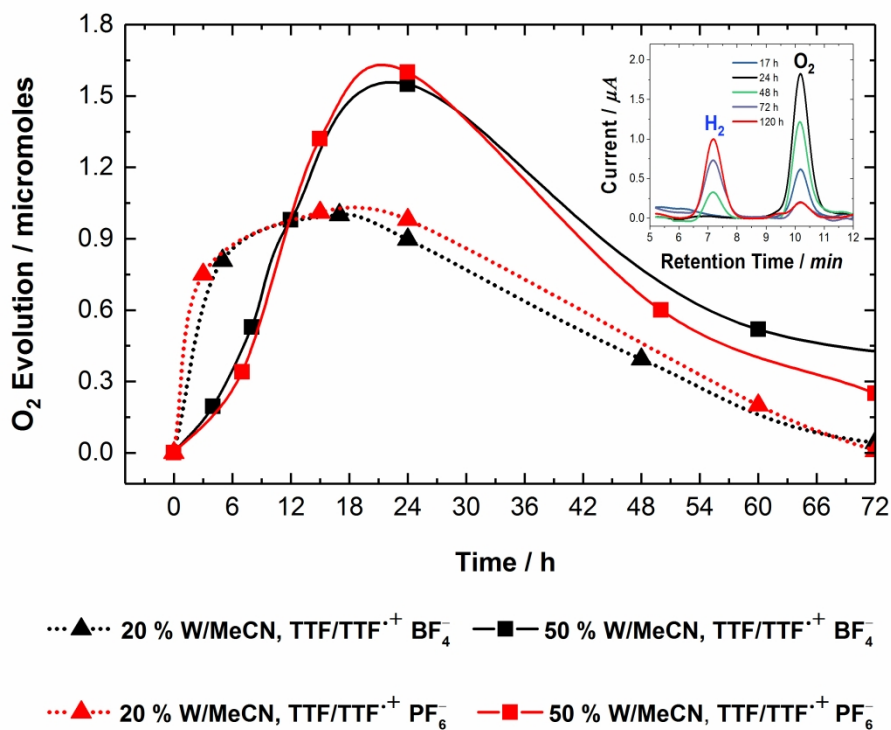 O₂ Evolution / micromoles
1.8
1.5
1.2
0.9
0.6
0.3
0.0
0 6 12 18 24 30 36 42 48 54 60 66 72
Time / h
Current / μA
2.0
1.5
1.0
0.5
0.0
5 6 7 8 9 10 11 12
Retention Time / min
17 h
24 h
48 h
72 h
120 h
H₂
O₂
20 % W/MeCN, TTF/TTF·⁺ BF₄⁻
50 % W/MeCN, TTF/TTF·⁺ BF₄⁻
20 % W/MeCN, TTF/TTF·⁺ PF₆⁻
50 % W/MeCN, TTF/TTF·⁺ PF₆⁻